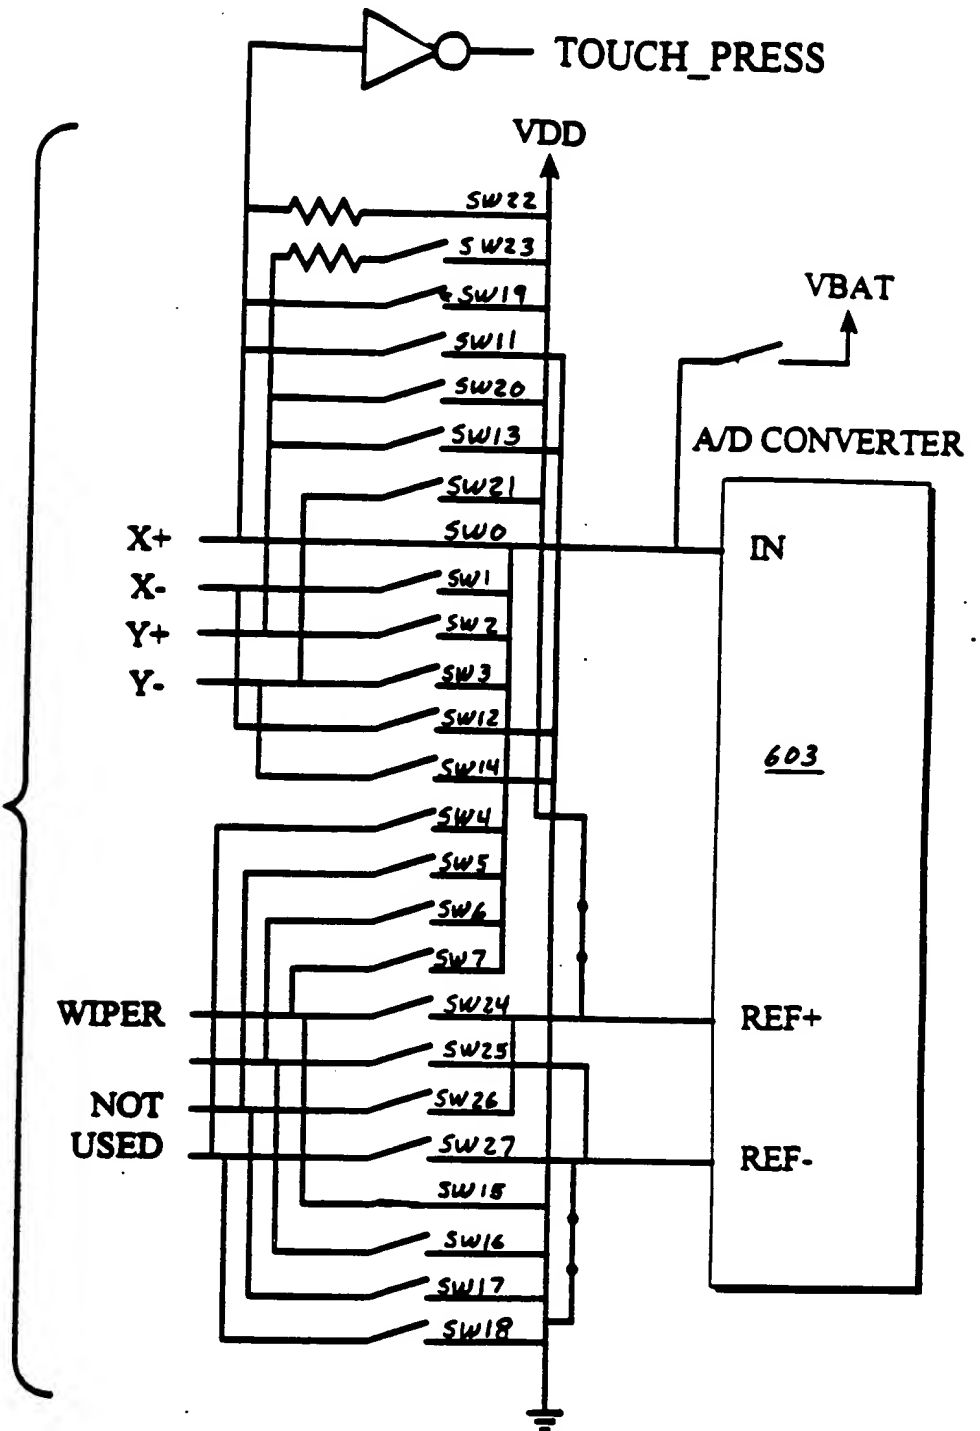 TOUCH_PRESS
VDD
SW22
SW23
SW19
VBAT
SW11
SW20
SW13
A/D CONVERTER
SW21
X+
SW0
IN
X-
SW1
Y+
SW2
Y-
SW3
SW12
603
SW14
SW4
SW5
SW6
SW7
WIPER
SW24
REF+
SW25
NOT
SW26
USED
SW27
REF-
SW15
SW16
SW17
SW18